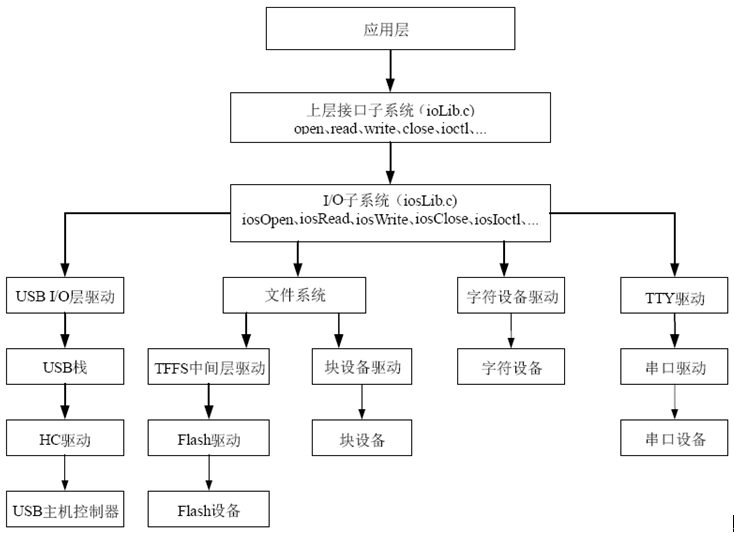 应用层
上层接口子系统（ioLib.c）
open、read、write、close、ioctl、...
I/O子系统（iosLib.c）
iosOpen、iosRead、iosWrite、iosClose、iosIoctl、...
USB I/O层驱动
文件系统
字符设备驱动
TTY驱动
USB栈
TFFS中间层驱动
块设备驱动
字符设备
串口驱动
HC驱动
Flash驱动
块设备
串口设备
USB主机控制器
Flash设备